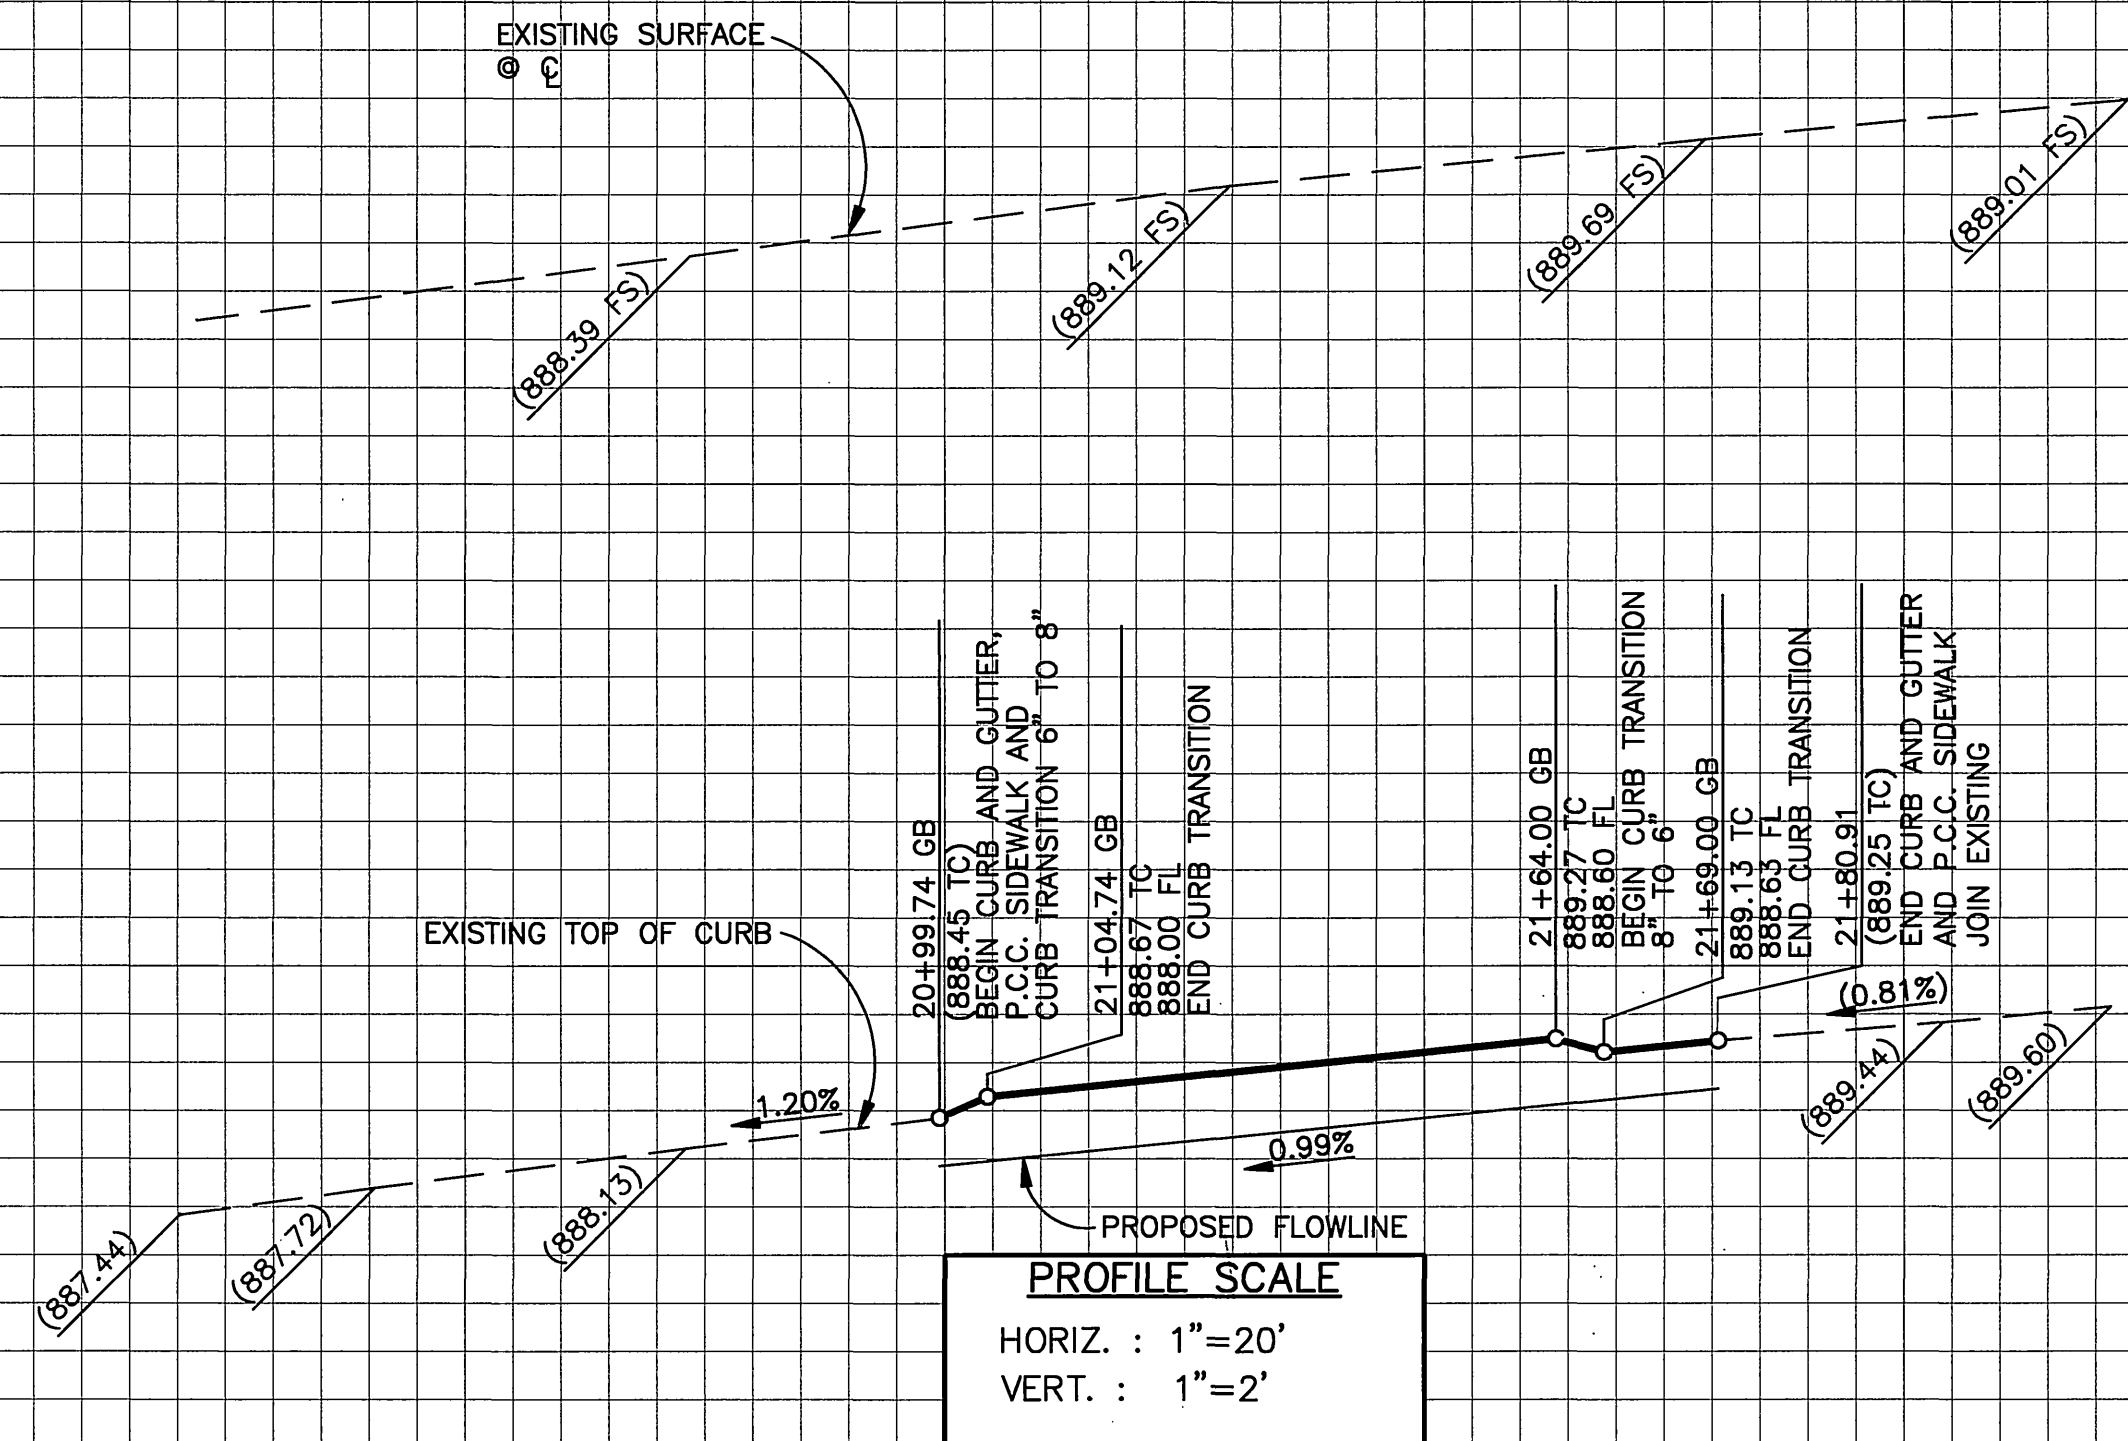 EXISTING SURFACE
@ ℄
(888.39 FS)
(889.12 FS)
(889.69 FS)
(889.01 FS)
20+99.74 GB
(888.45 TC)
BEGIN CURB AND GUTTER,
P.C.C. SIDEWALK AND
CURB TRANSITION 6" TO 8"
21+04.74 GB
888.67 TC
888.00 FL
END CURB TRANSITION
21+64.00 GB
889.27 TC
888.60 FL
BEGIN CURB TRANSITION
8" TO 6"
21+69.00 GB
889.13 TC
888.63 FL
END CURB TRANSITION
21+80.91
(889.25 TC)
END CURB AND GUTTER
AND P.C.C. SIDEWALK
JOIN EXISTING
EXISTING TOP OF CURB
1.20%
(0.81%)
0.99%
(887.44)
(887.72)
(888.13)
(889.44)
(889.60)
PROPOSED FLOWLINE
PROFILE SCALE
HORIZ. : 1"=20'
VERT. : 1"=2'